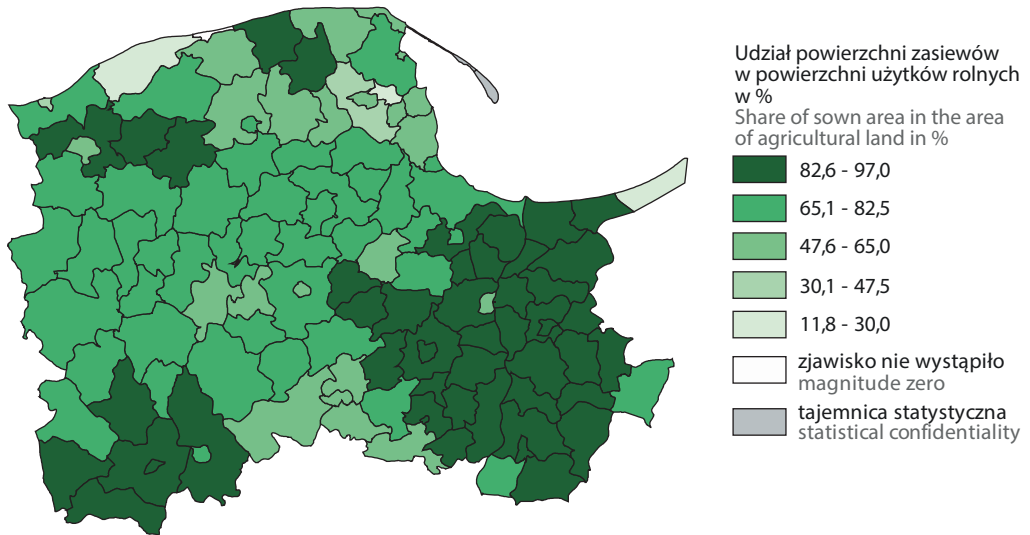 Udział powierzchni zasiewów
w powierzchni użytków rolnych
w %
Share of sown area in the area
of agricultural land in %
82,6 - 97,0
65,1 - 82,5
47,6 - 65,0
30,1 - 47,5
11,8 - 30,0
zjawisko nie wystąpiło
magnitude zero
tajemnica statystyczna
statistical confidentiality